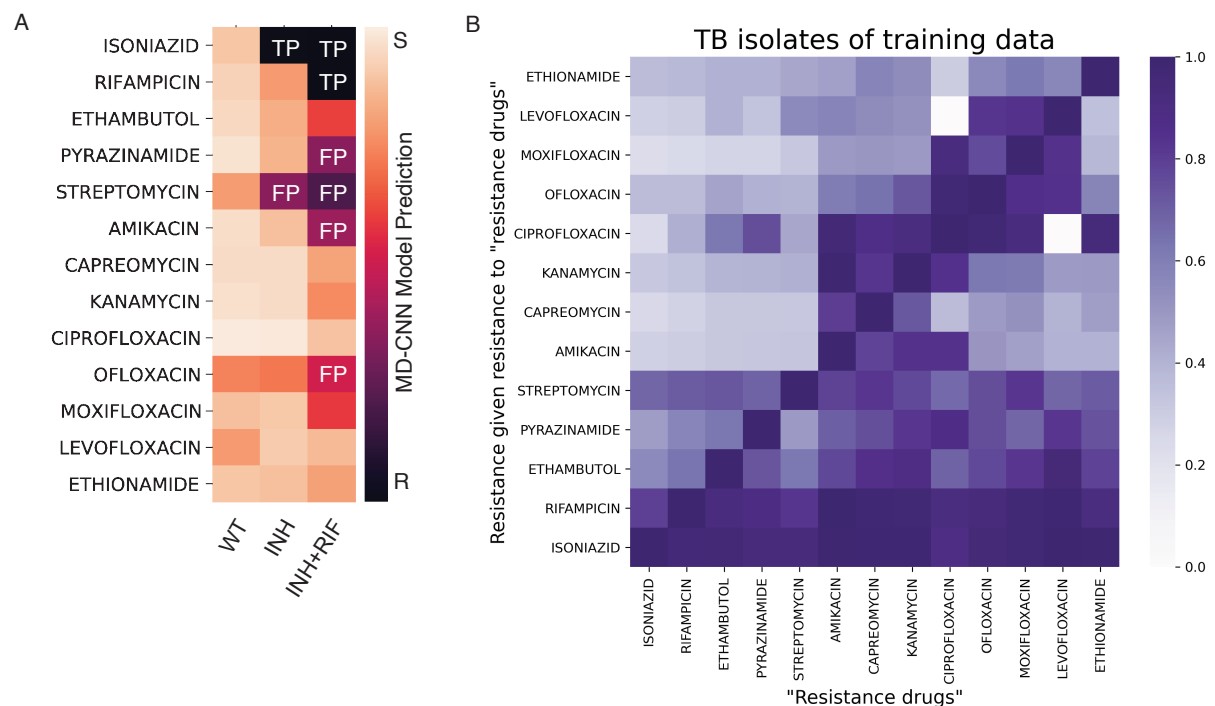 A
ISONIAZID
RIFAMPICIN
ETHAMBUTOL
PYRAZINAMIDE
STREPTOMYCIN
AMIKACIN
CAPREOMYCIN
KANAMYCIN
CIPROFLOXACIN
OFLOXACIN
MOXIFLOXACIN
LEVOFLOXACIN
ETHIONAMIDE
TP TP
TP
FP
FP FP
FP
FP
WT
INH
INH+RIF
S
R
MD-CNN Model Prediction
B
TB isolates of training data
Resistance given resistance to "resistance drugs"
ETHIONAMIDE
LEVOFLOXACIN
MOXIFLOXACIN
OFLOXACIN
CIPROFLOXACIN
KANAMYCIN
CAPREOMYCIN
AMIKACIN
STREPTOMYCIN
PYRAZINAMIDE
ETHAMBUTOL
RIFAMPICIN
ISONIAZID
ISONIAZID
RIFAMPICIN
ETHAMBUTOL
PYRAZINAMIDE
STREPTOMYCIN
AMIKACIN
CAPREOMYCIN
KANAMYCIN
CIPROFLOXACIN
OFLOXACIN
MOXIFLOXACIN
LEVOFLOXACIN
ETHIONAMIDE
"Resistance drugs"
1.0
0.8
0.6
0.4
0.2
0.0